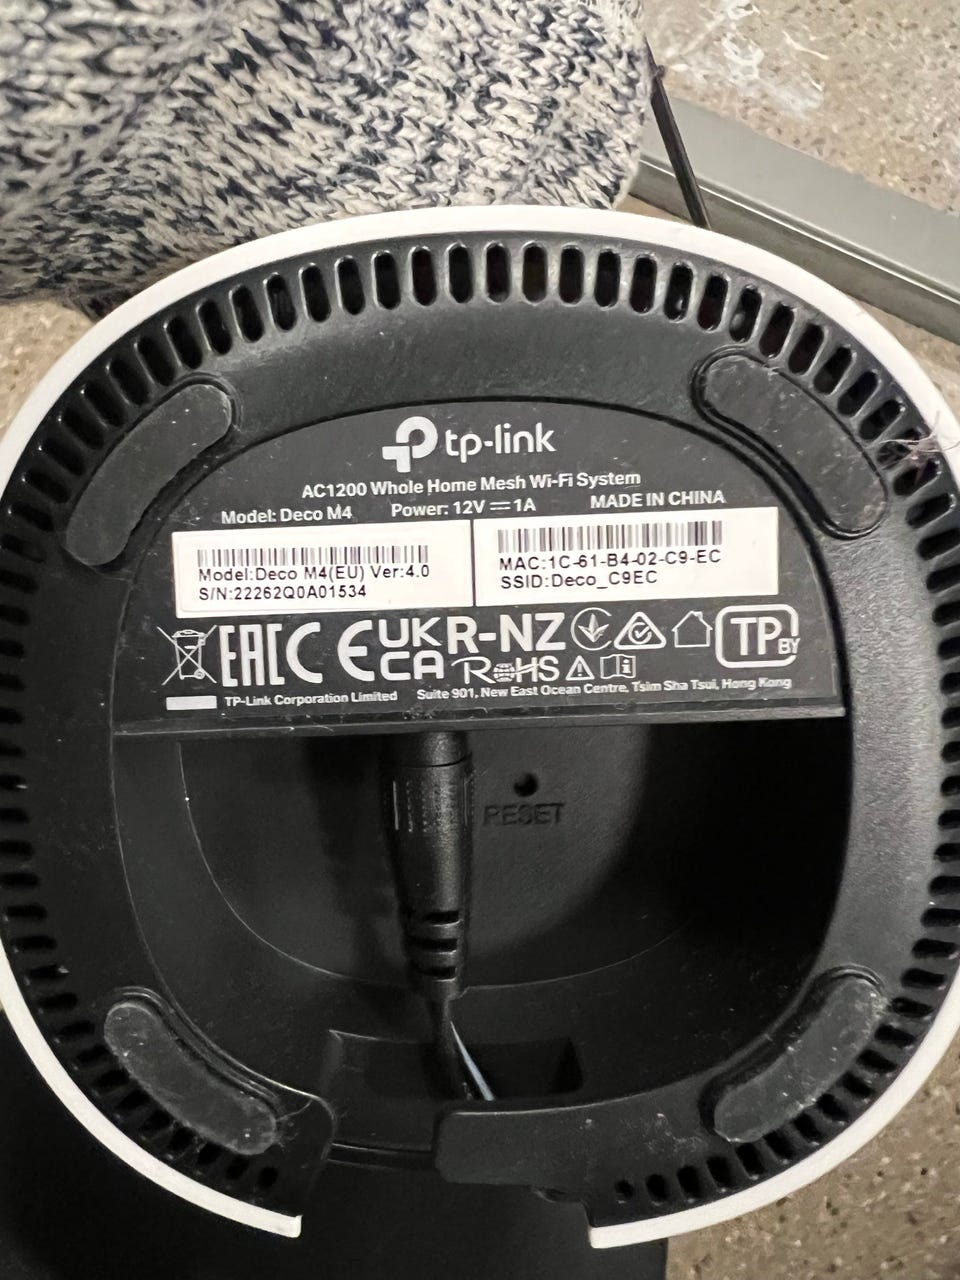 tp-link
AC1200 Whole Home Mesh Wi-Fi System
Model: Deco M4 Power: 12V⎓1A MADE IN CHINA
Model:Deco M4(EU) Ver:4.0
S/N:22262Q0A01534
MAC:1C-61-B4-02-C9-EC
SSID:Deco_C9EC
EAC CE UKCA R-NZ TP BY
RoHS
TP-Link Corporation Limited Suite 901, New East Ocean Centre, Tsim Sha Tsui, Hong Kong
RESET